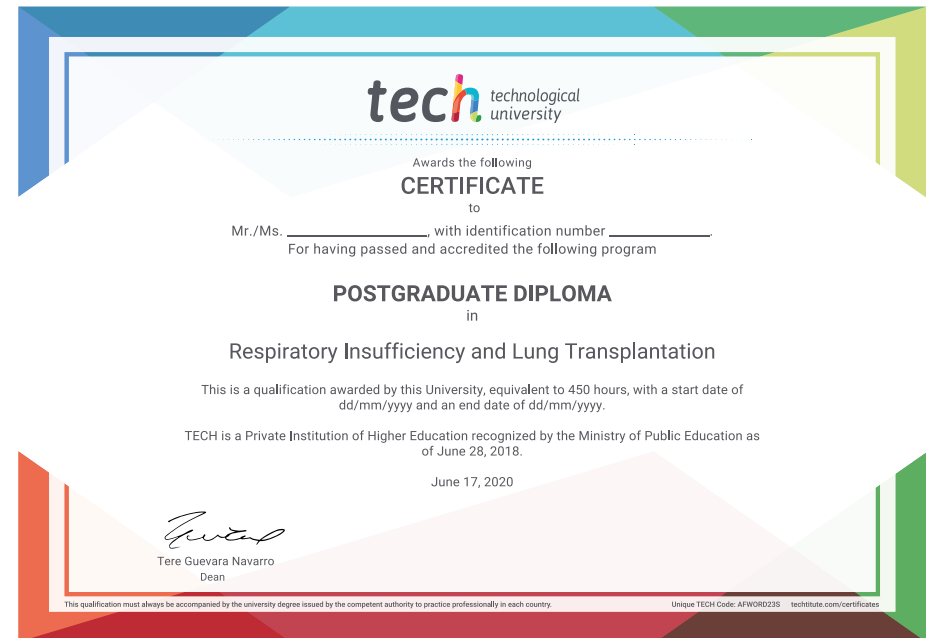 tech technological
university
Awards the following
CERTIFICATE
to
Mr./Ms. ____________, with identification number ____________.
For having passed and accredited the following program
POSTGRADUATE DIPLOMA
in
Respiratory Insufficiency and Lung Transplantation
This is a qualification awarded by this University, equivalent to 450 hours, with a start date of
dd/mm/yyyy and an end date of dd/mm/yyyy.
TECH is a Private Institution of Higher Education recognized by the Ministry of Public Education as
of June 28, 2018.
June 17, 2020
Tere Guevara Navarro
Dean
This qualification must always be accompanied by the university degree issued by the competent authority to practice professionally in each country.
Unique TECH Code: AFWORD23S techtitute.com/certificates